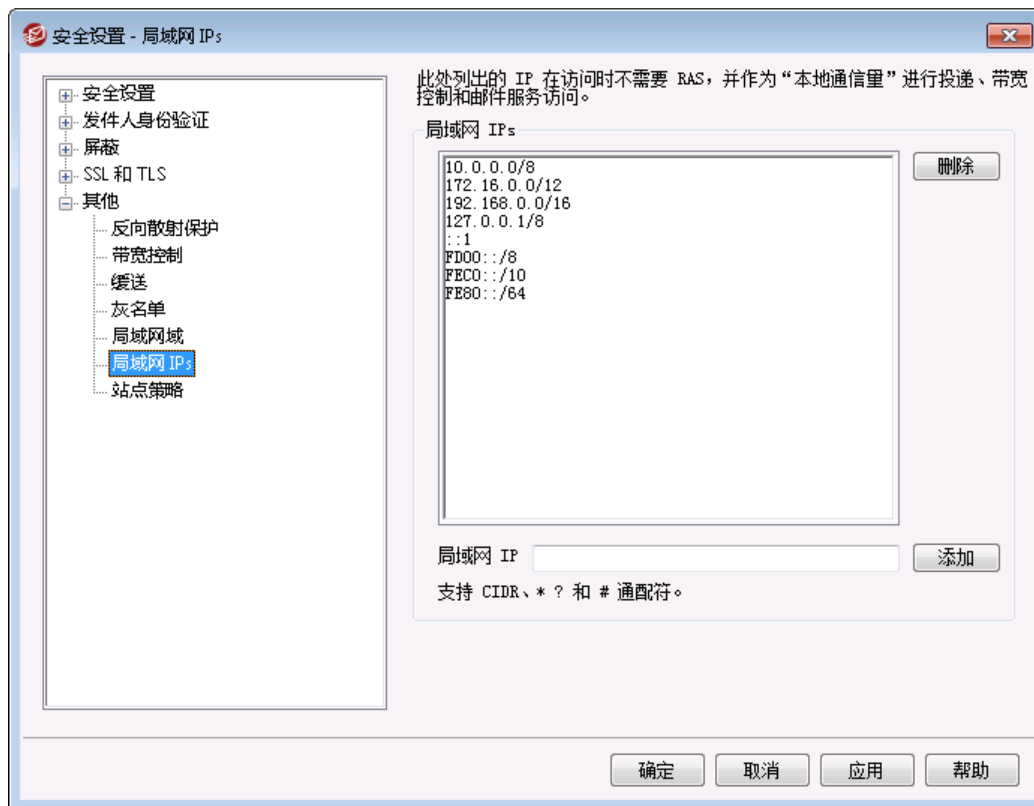 安全设置 - 局域网 IPs
安全设置
发件人身份验证
屏蔽
SSL 和 TLS
其他
反向散射保护
带宽控制
缓送
灰名单
局域网域
局域网 IPs
站点策略
此处列出的 IP 在访问时不需要 RAS，并作为“本地通信量”进行投递、带宽
控制和邮件服务访问。
局域网 IPs
10.0.0.0/8
172.16.0.0/12
192.168.0.0/16
127.0.0.1/8
::1
FD00::/8
FEC0::/10
FE80::/64
删除
局域网 IP
添加
支持 CIDR、* ? 和 # 通配符。
确定
取消
应用
帮助